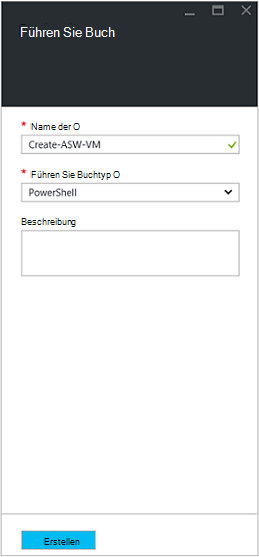 Führen Sie Buch
* Name der O
Create-ASW-VM
* Führen Sie Buchtyp O
PowerShell
Beschreibung
Erstellen